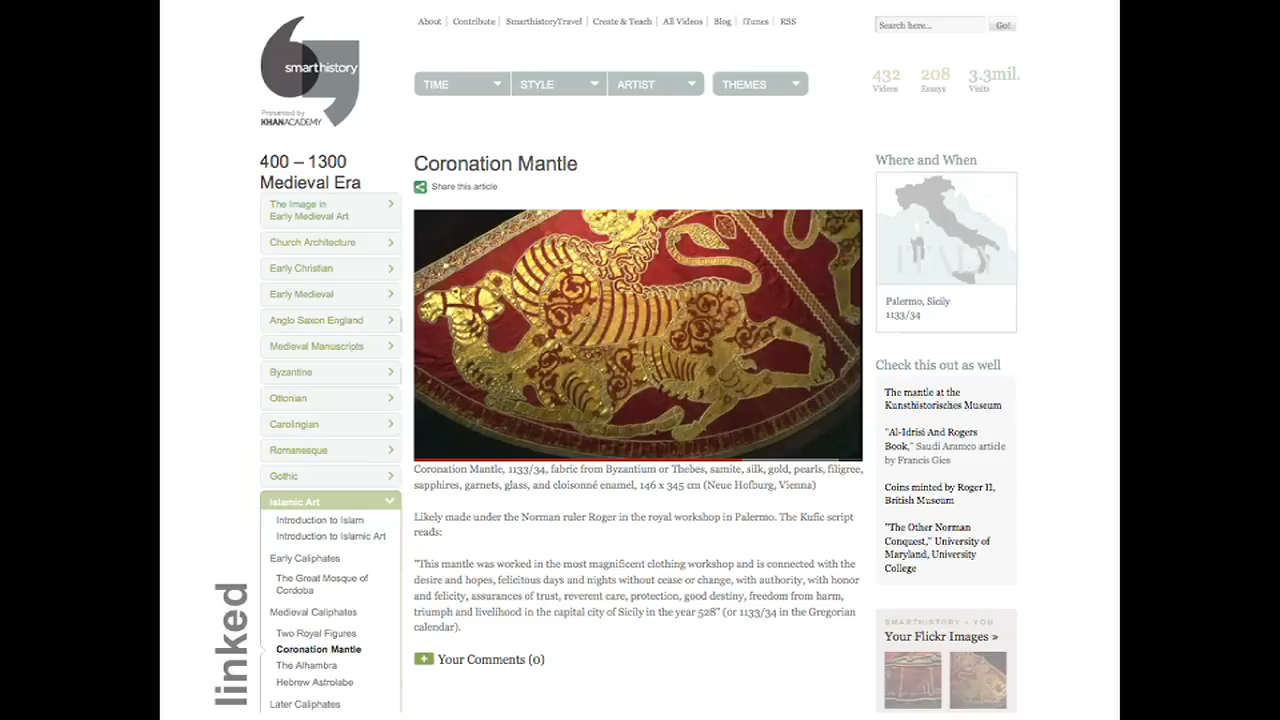 About
Contribute
SmarthistoryTravel
Create & Teach
All Videos
Blog
iTunes
RSS
Search here...
Go!
smarthistory
Presented by
KHANACADEMY
TIME
STYLE
ARTIST
THEMES
432
Videos
208
Essays
3.3mil.
Visits
400 – 1300
Medieval Era
The Image in
Early Medieval Art
Church Architecture
Early Christian
Early Medieval
Anglo Saxon England
Medieval Manuscripts
Byzantine
Ottonian
Carolingian
Romanesque
Gothic
Islamic Art
Introduction to Islam
Introduction to Islamic Art
Early Caliphates
The Great Mosque of
Cordoba
Medieval Caliphates
Two Royal Figures
Coronation Mantle
The Alhambra
Hebrew Astrolabe
Later Caliphates
linked
Coronation Mantle
Share this article
Coronation Mantle, 1133/34, fabric from Byzantium or Thebes, samite, silk, gold, pearls, filigree,
sapphires, garnets, glass, and cloisonné enamel, 146 x 345 cm (Neue Hofburg, Vienna)
Likely made under the Norman ruler Roger in the royal workshop in Palermo. The Kufic script
reads:
"This mantle was worked in the most magnificent clothing workshop and is connected with the
desire and hopes, felicitous days and nights without cease or change, with authority, with honor
and felicity, assurances of trust, reverent care, protection, good destiny, freedom from harm,
triumph and livelihood in the capital city of Sicily in the year 528" (or 1133/34 in the Gregorian
calendar).
Your Comments (0)
Where and When
ITALY
Palermo, Sicily
1133/34
Check this out as well
The mantle at the
Kunsthistorisches Museum
"Al-Idrisi And Rogers
Book," Saudi Aramco article
by Francis Gies
Coins minted by Roger II,
British Museum
"The Other Norman
Conquest," University of
Maryland, University
College
SMARTHISTORY + YOU
Your Flickr Images »